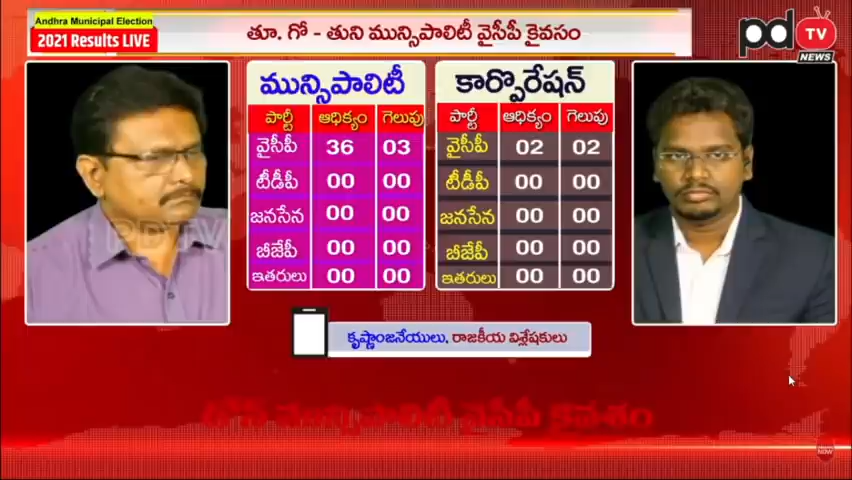 Andhra Municipal Election
2021 Results LIVE
తూ. గో - తుని మున్సిపాలిటీ వైసీపీ కైవసం
pd TV
NEWS
మున్సిపాలిటీ
పార్టీ ఆధిక్యం గెలుపు
వైసీపీ 36 03
టీడీపీ 00 00
జనసేన 00 00
బీజేపీ 00 00
ఇతరులు 00 00
కార్పొరేషన్
పార్టీ ఆధిక్యం గెలుపు
వైసీపీ 02 02
టీడీపీ 00 00
జనసేన 00 00
బీజేపీ 00 00
ఇతరులు 00 00
PDTV
కృష్ణాంజనేయులు, రాజకీయ విశ్లేషకులు
మున్సిపాలిటీ వైసీపీ కైవశం